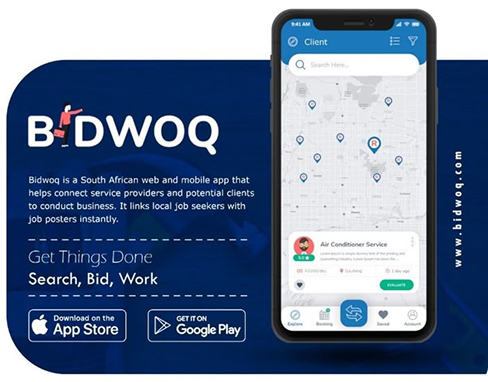 BIDWOQ
Bidwoq is a South African web and mobile app that
helps connect service providers and potential clients
to conduct business. It links local job seekers with
job posters instantly.
Get Things Done
Search, Bid, Work
Download on the
App Store
GET IT ON
Google Play
9:41 AM
Client
Search Here...
R
Air Conditioner Service
5.0
1 day ago
EVALUATE
Explore
Booking
Saved
Account
www.bidwoq.com